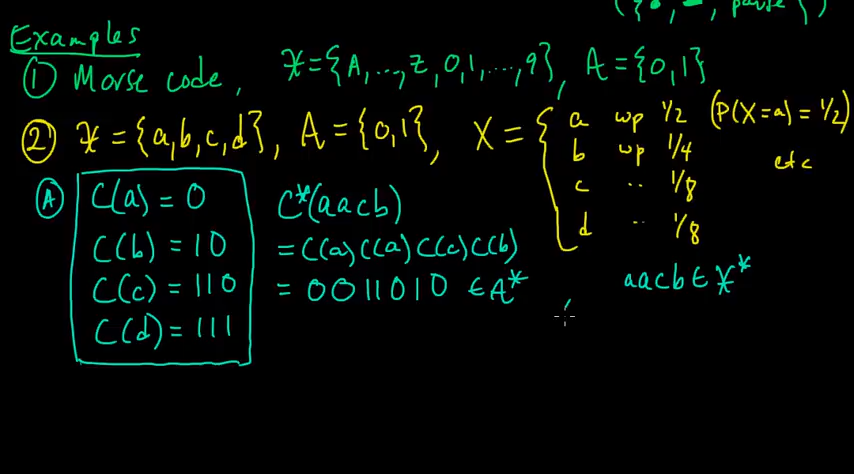 ({•, –, pause})
Examples
① Morse code, 𝒳={A,...,Z,0,1,...,9}, A={0,1}
② 𝒳={a,b,c,d}, A={0,1}, X={ a wp 1/2 (P(X=a)=1/2)
b wp 1/4 etc
c .. 1/8
d .. 1/8
Ⓐ C(a)=0 C*(aacb)
C(b)=10 =C(a)C(a)C(c)C(b)
C(c)=110 =0011010 ∈A* aacb∈𝒳*
C(d)=111